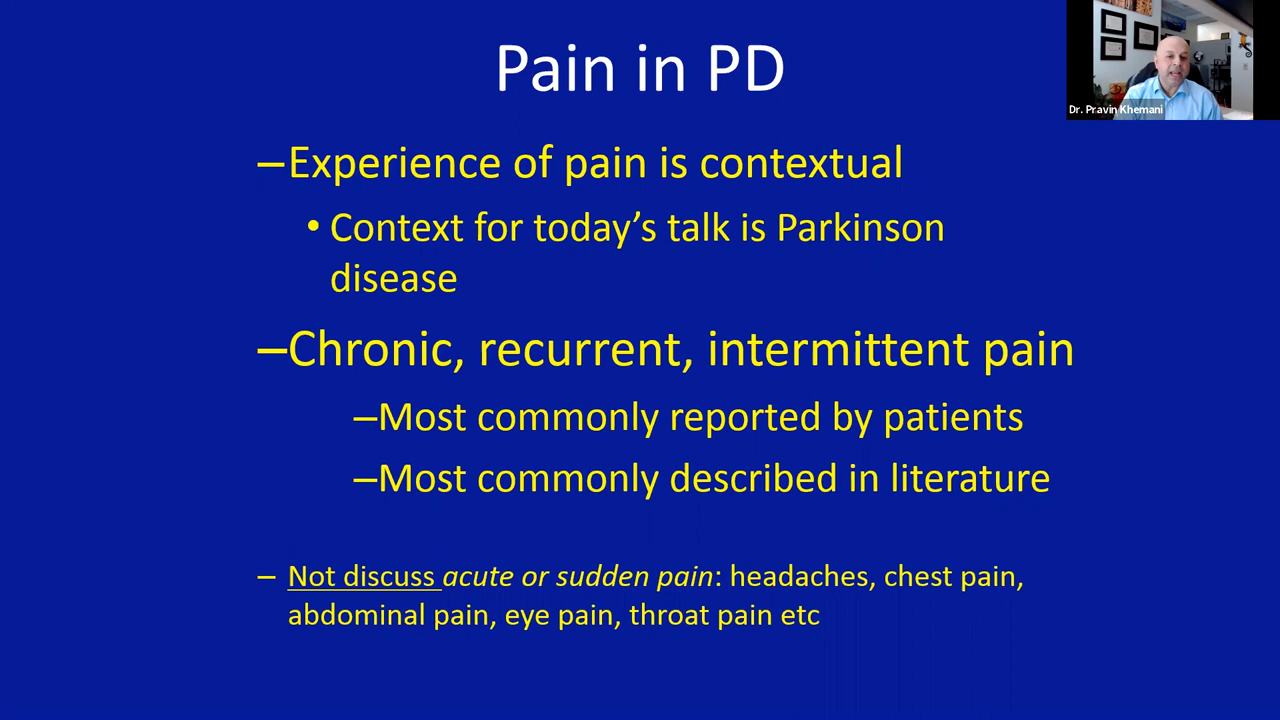 Pain in PD
Dr. Pravin Khemani
–Experience of pain is contextual
• Context for today’s talk is Parkinson
disease
–Chronic, recurrent, intermittent pain
–Most commonly reported by patients
–Most commonly described in literature
– Not discuss acute or sudden pain: headaches, chest pain,
abdominal pain, eye pain, throat pain etc